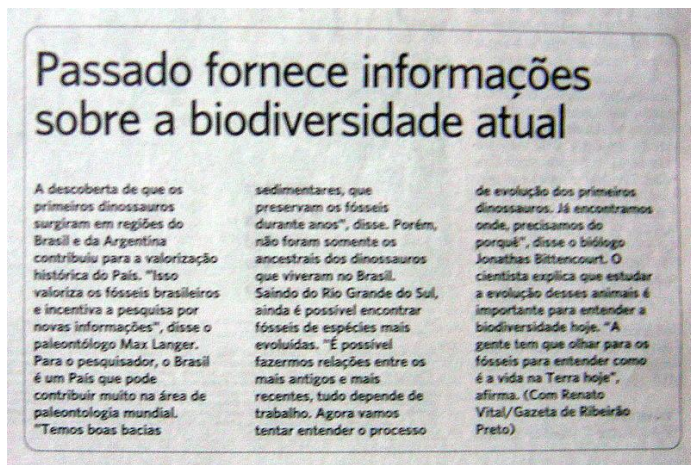 Passado fornece informações
sobre a biodiversidade atual
A descoberta de que os
primeiros dinossauros
surgiram em regiões do
Brasil e da Argentina
contribuiu para a valorização
histórica do País. "Isso
valoriza os fósseis brasileiros
e incentiva a pesquisa por
novas informações", disse o
paleontólogo Max Langer.
Para o pesquisador, o Brasil
é um País que pode
contribuir muito na área de
paleontologia mundial.
"Temos boas bacias
sedimentares, que
preservam os fósseis
durante anos", disse. Porém,
não foram somente os
ancestrais dos dinossauros
que viveram no Brasil.
Saindo do Rio Grande do Sul,
ainda é possível encontrar
fósseis de espécies mais
evoluídas. "É possível
fazermos relações entre os
mais antigos e mais
recentes, tudo depende de
trabalho. Agora vamos
tentar entender o processo
de evolução dos primeiros
dinossauros. Já encontramos
onde, precisamos do
porquê", disse o biólogo
Jonathas Bittencourt. O
cientista explica que estudar
a evolução desses animais é
importante para entender a
biodiversidade hoje. "A
gente tem que olhar para os
fósseis para entender como
é a vida na Terra hoje",
afirma. (Com Renato
Vital/Gazeta de Ribeirão
Preto)